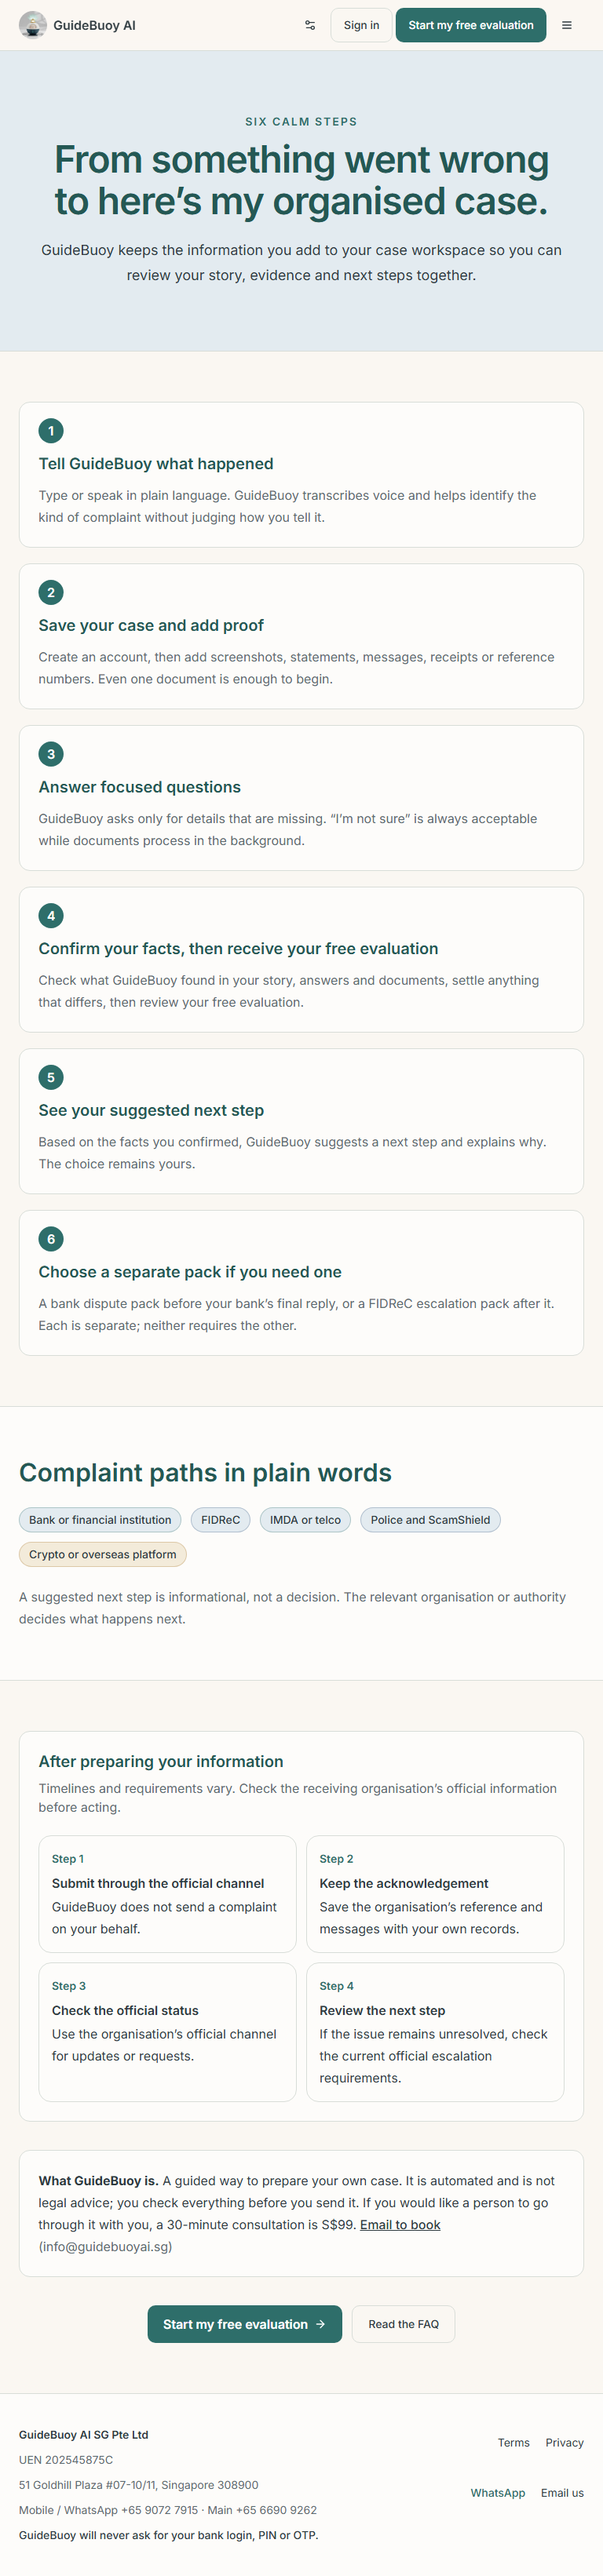 GuideBuoy AI
Sign in
Start my free evaluation
SIX CALM STEPS
From something went wrong
to here’s my organised case.
GuideBuoy keeps the information you add to your case workspace so you can
review your story, evidence and next steps together.
1
Tell GuideBuoy what happened
Type or speak in plain language. GuideBuoy transcribes voice and helps identify the
kind of complaint without judging how you tell it.
2
Save your case and add proof
Create an account, then add screenshots, statements, messages, receipts or reference
numbers. Even one document is enough to begin.
3
Answer focused questions
GuideBuoy asks only for details that are missing. “I’m not sure” is always acceptable
while documents process in the background.
4
Confirm your facts, then receive your free evaluation
Check what GuideBuoy found in your story, answers and documents, settle anything
that differs, then review your free evaluation.
5
See your suggested next step
Based on the facts you confirmed, GuideBuoy suggests a next step and explains why.
The choice remains yours.
6
Choose a separate pack if you need one
A bank dispute pack before your bank’s final reply, or a FIDReC escalation pack after it.
Each is separate; neither requires the other.
Complaint paths in plain words
Bank or financial institution
FIDReC
IMDA or telco
Police and ScamShield
Crypto or overseas platform
A suggested next step is informational, not a decision. The relevant organisation or authority
decides what happens next.
After preparing your information
Timelines and requirements vary. Check the receiving organisation’s official information
before acting.
Step 1
Submit through the official channel
GuideBuoy does not send a complaint
on your behalf.
Step 2
Keep the acknowledgement
Save the organisation’s reference and
messages with your own records.
Step 3
Check the official status
Use the organisation’s official channel
for updates or requests.
Step 4
Review the next step
If the issue remains unresolved, check
the current official escalation
requirements.
What GuideBuoy is. A guided way to prepare your own case. It is automated and is not
legal advice; you check everything before you send it. If you would like a person to go
through it with you, a 30-minute consultation is S$99. Email to book
(info@guidebuoyai.sg)
Start my free evaluation →
Read the FAQ
GuideBuoy AI SG Pte Ltd
UEN 202545875C
51 Goldhill Plaza #07-10/11, Singapore 308900
Mobile / WhatsApp +65 9072 7915 · Main +65 6690 9262
GuideBuoy will never ask for your bank login, PIN or OTP.
Terms
Privacy
WhatsApp
Email us